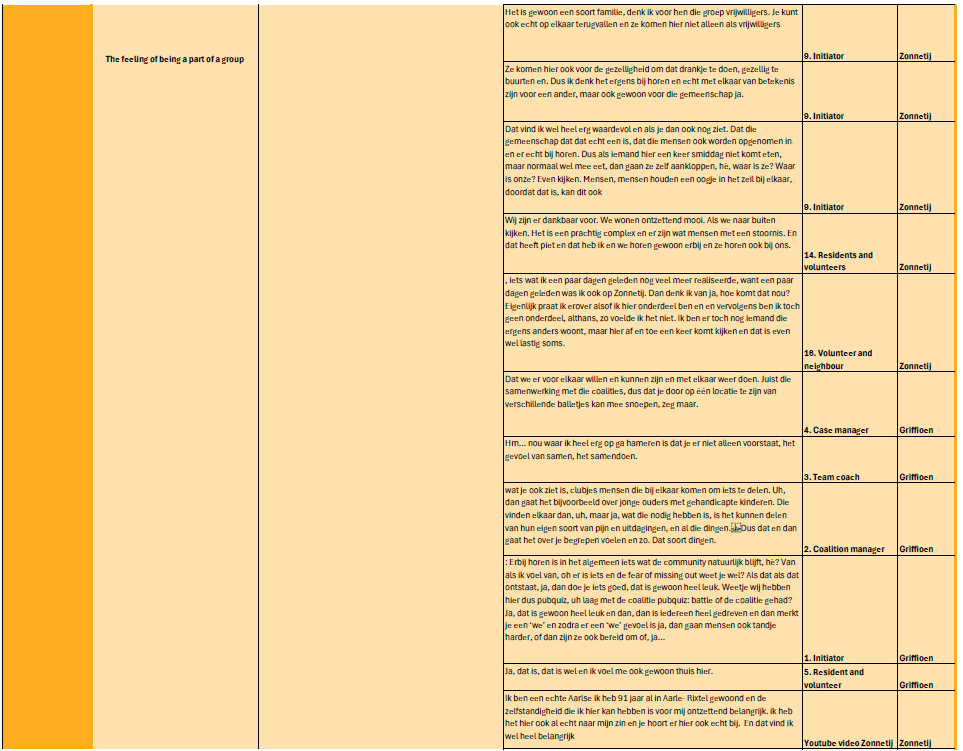 The feeling of being a part of a group
Het is gewoon een soort familie, denk ik voor hen die groep vrijwilligers. Je kunt
ook echt op elkaar terugvallen en ze komen hier niet alleen als vrijwilligers
9. Initiator
Zonnetij
Ze komen hier ook voor de gezelligheid om dat drankje te doen, gezellig te
buurten en. Dus ik denk het ergens bij horen en echt met elkaar van betekenis
zijn voor een ander, maar ook gewoon voor die gemeenschap ja.
9. Initiator
Zonnetij
Dat vind ik wel heel erg waardevol en als je dan ook nog ziet. Dat die
gemeenschap dat dat echt een is, dat die mensen ook worden opgenomen in
en er echt bij horen. Dus als iemand hier een keer smiddag niet komt eten,
maar normaal wel mee eet, dan gaan ze zelf aankloppen, hè, waar is ze? Waar
is onze? Even kijken. Mensen, mensen houden een oogje in het zeil bij elkaar,
doordat dat is, kan dit ook
9. Initiator
Zonnetij
Wij zijn er dankbaar voor. We wonen ontzettend mooi. Als we naar buiten
kijken. Het is een prachtig complex en er zijn wat mensen met een stoornis. En
dat heeft piet en dat heb ik en we horen gewoon erbij en ze horen ook bij ons.
14. Residents and
volunteers
Zonnetij
, iets wat ik een paar dagen geleden nog veel meer realiseerde, want een paar
dagen geleden was ik ook op Zonnetij. Dan denk ik van ja, hoe komt dat nou?
Eigenlijk praat ik erover alsof ik hier onderdeel ben en en vervolgens ben ik toch
geen onderdeel, althans, zo voelde ik het niet. Ik ben er toch nog iemand die
ergens anders woont, maar hier af en toe een keer komt kijken en dat is even
wel lastig soms.
16. Volunteer and
neighbour
Zonnetij
Dat we er voor elkaar willen en kunnen zijn en met elkaar weer doen. Juist die
samenwerking met die coalities, dus dat je door op één locatie te zijn van
verschillende balletjes kan mee snoepen, zeg maar.
4. Case manager
Griffioen
Hm... nou waar ik heel erg op ga hameren is dat je er niet alleen voorstaat, het
gevoel van samen, het samendoen.
3. Team coach
Griffioen
wat je ook ziet is, clubjes mensen die bij elkaar komen om iets te delen. Uh,
dan gaat het bijvoorbeeld over jonge ouders met gehandicapte kinderen. Die
vinden elkaar dan, uh, maar ja, wat die nodig hebben is, is het kunnen delen
van hun eigen soort van pijn en uitdagingen, en al die dingen. Dus dat en dan
gaat het over je begrepen voelen en zo. Dat soort dingen.
2. Coalition manager
Griffioen
: Erbij horen is in het algemeen iets wat de community natuurlijk blijft, hè? Van
als ik voel van, oh er is iets en de fear of missing out weet je wel? Als dat als dat
ontstaat, ja, dan doe je iets goed, dat is gewoon heel leuk. Weetje wij hebben
hier dus pubquiz, uh laag met de coalitie pubquiz: battle of de coalitie gehad?
Ja, dat is gewoon heel leuk en dan, dan is iedereen heel gedreven en dan merkt
je een 'we' en zodra er een 'we' gevoel is ja, dan gaan mensen ook tandje
harder, of dan zijn ze ook bereid om of, ja...
1. Initiator
Griffioen
Ja, dat is, dat is wel en ik voel me ook gewoon thuis hier.
5. Resident and
volunteer
Griffioen
Ik ben een echte Aarlse ik heb 91 jaar al in Aarle- Rixtel gewoond en de
zelfstandigheid die ik hier kan hebben is voor mij ontzettend belangrijk. ik heb
het hier ook al echt naar mijn zin en je hoort er hier ook echt bij. En dat vind ik
wel heel belangrijk
Youtube video Zonnetij
Zonnetij